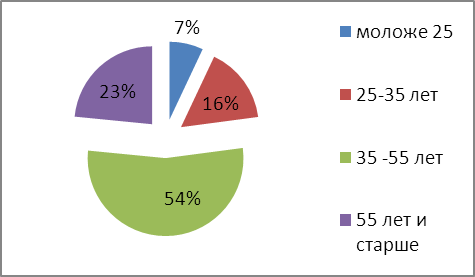 7%
16%
54%
23%
моложе 25
25-35 лет
35 -55 лет
55 лет и
старше